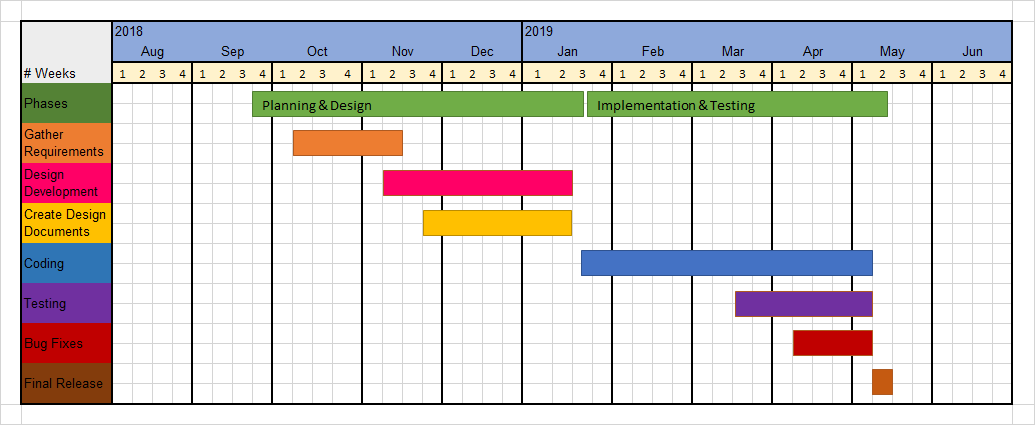 2018 2019
Aug Sep Oct Nov Dec Jan Feb Mar Apr May Jun
# Weeks 1 2 3 4 1 2 3 4 1 2 3 4 1 2 3 4 1 2 3 4 1 2 3 4 1 2 3 4 1 2 3 4 1 2 3 4 1 2 3 4 1 2 3 4
Phases Planning & Design Implementation & Testing
Gather
Requirements
Design
Development
Create Design
Documents
Coding
Testing
Bug Fixes
Final Release